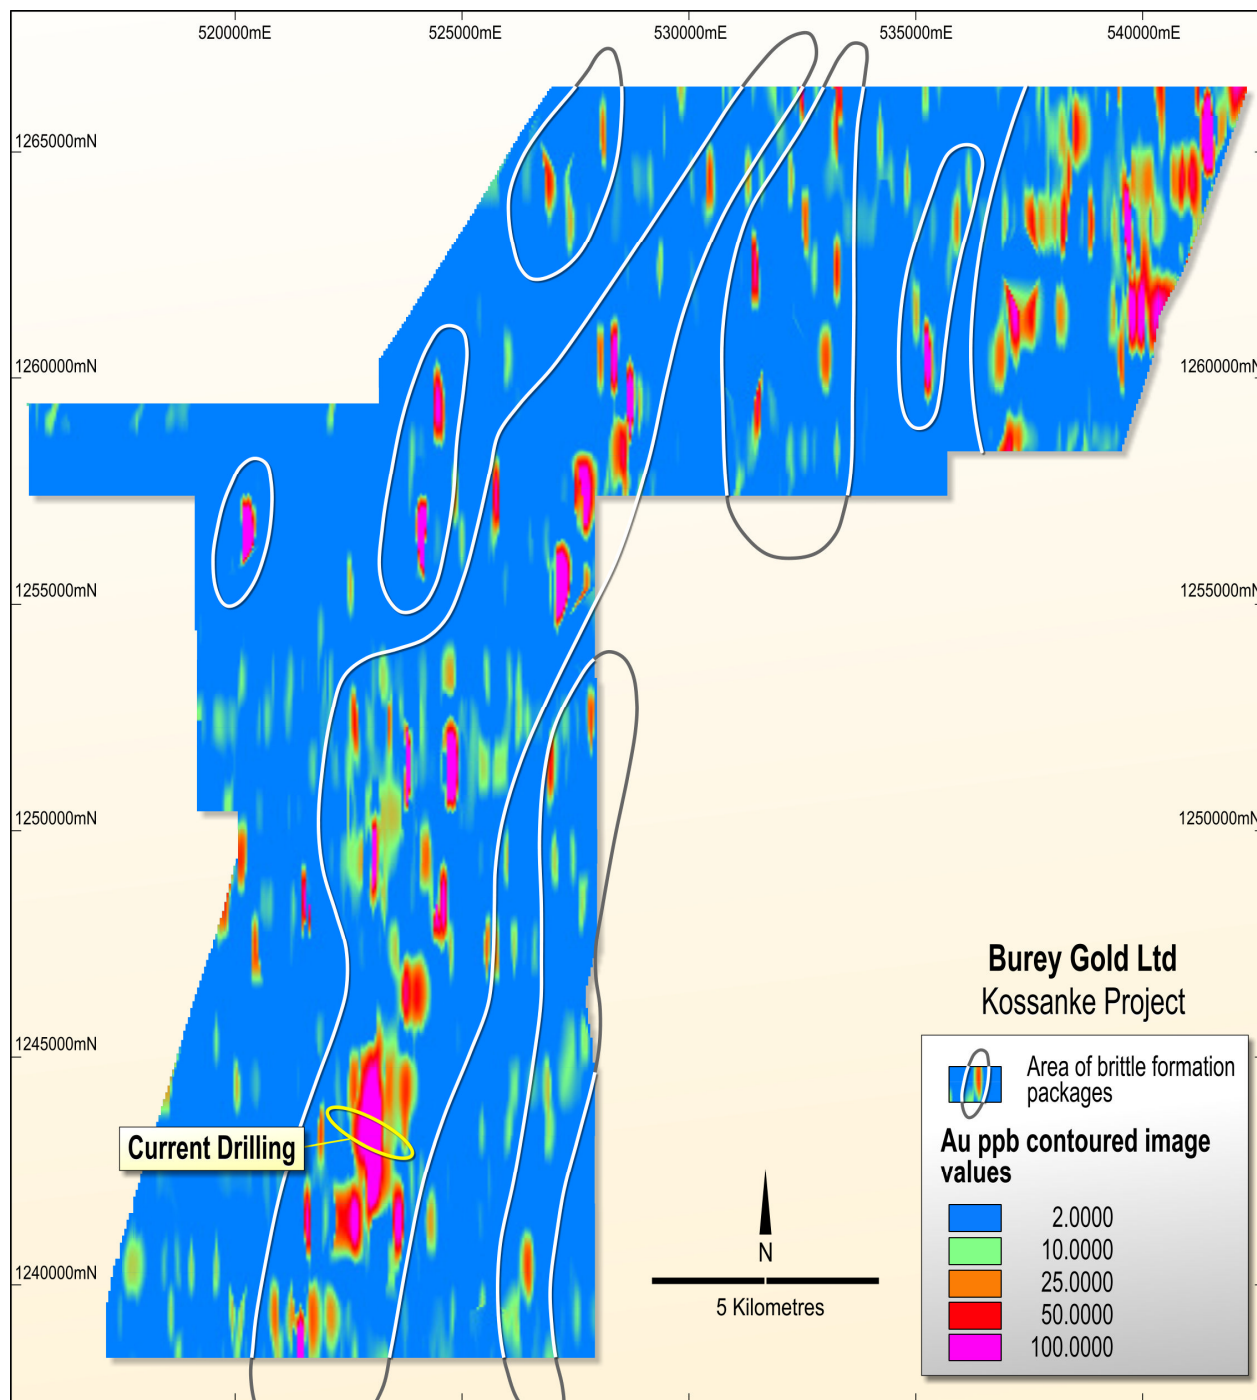 520000mE 525000mE 530000mE 535000mE 540000mE
1265000mN
1260000mN 1260000mN
1255000mN 1255000mN
1250000mN 1250000mN
1245000mN
1240000mN
Current Drilling
N
5 Kilometres
Burey Gold Ltd
Kossanke Project
Area of brittle formation
packages
Au ppb contoured image
values
2.0000
10.0000
25.0000
50.0000
100.0000